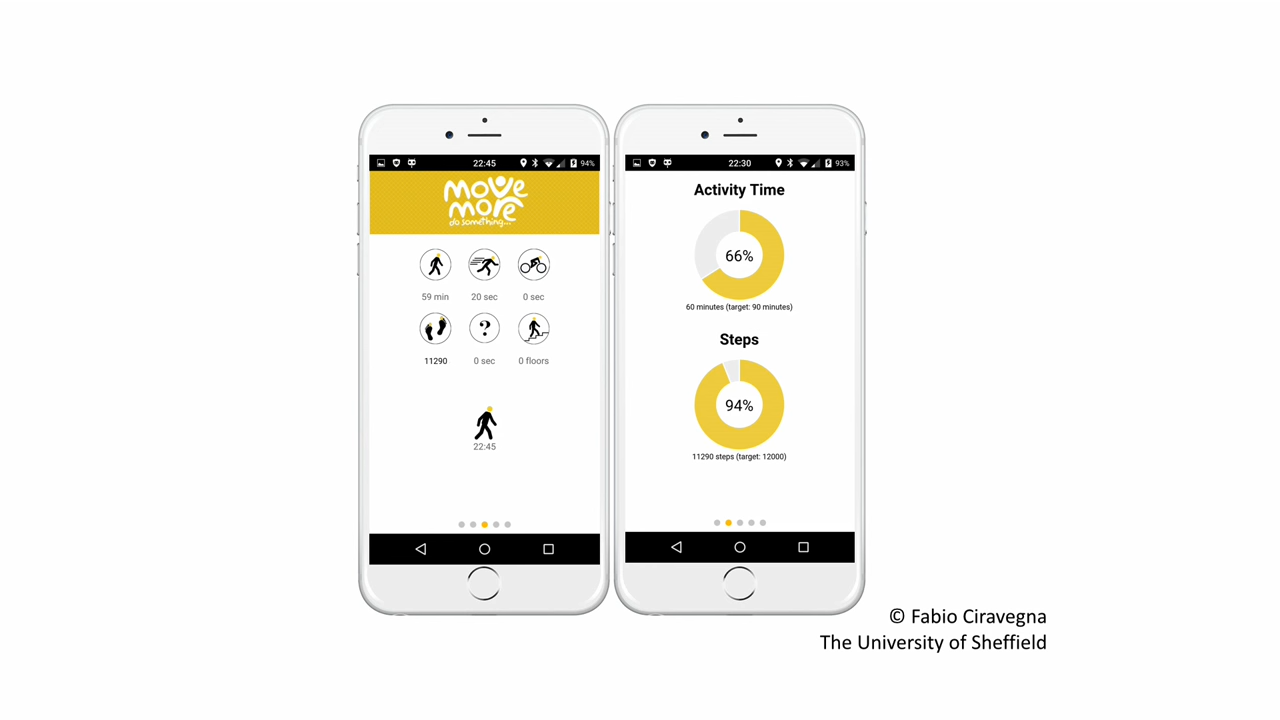 22:45
94%
move
more
do something...
59 min
20 sec
0 sec
?
11290
0 sec
0 floors
22:45
22:30
93%
Activity Time
66%
60 minutes (target: 90 minutes)
Steps
94%
11290 steps (target: 12000)
© Fabio Ciravegna
The University of Sheffield